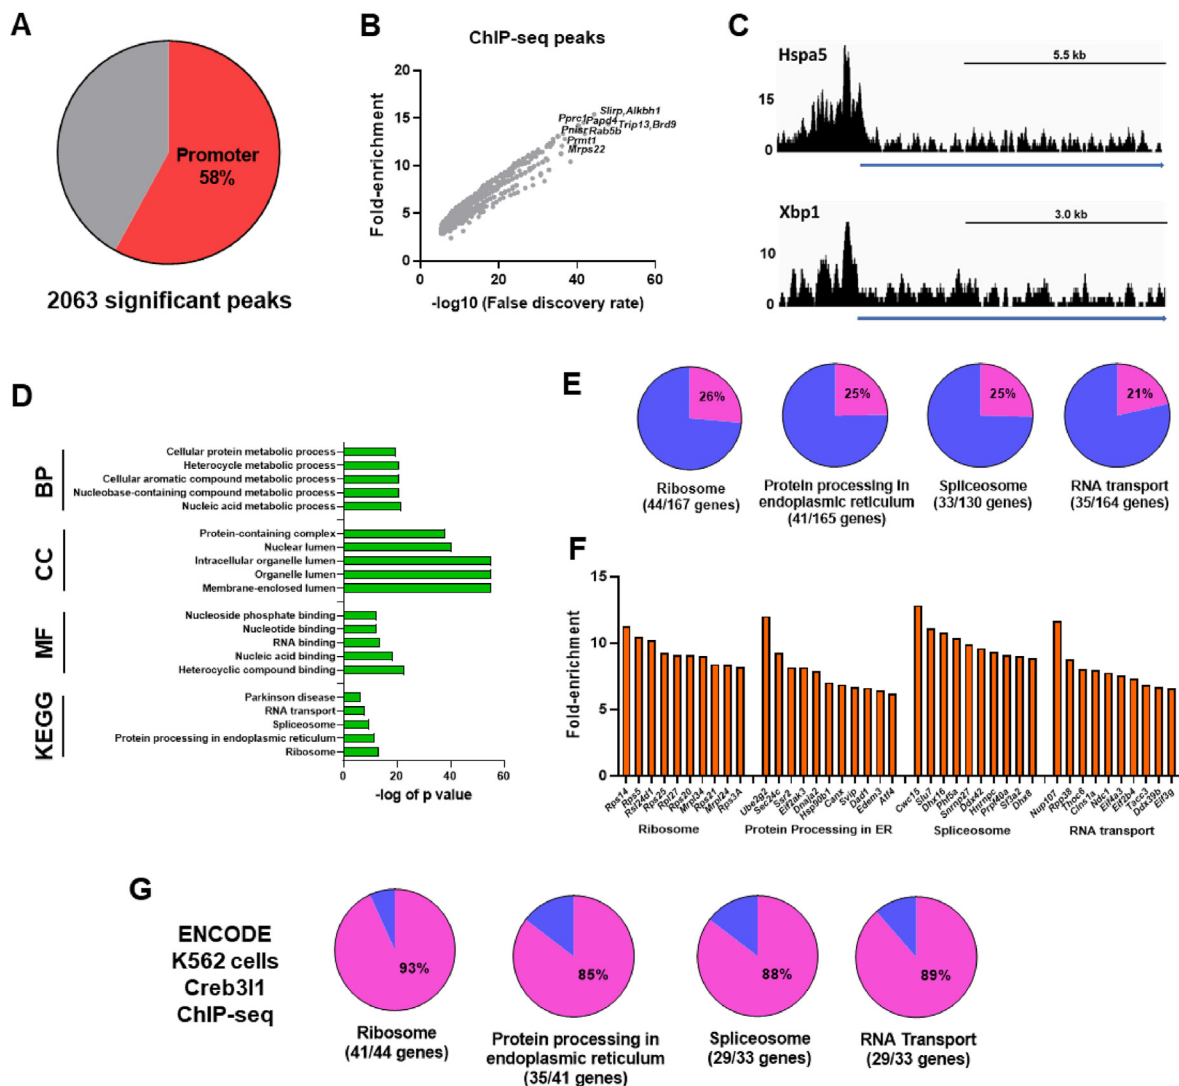 A
Promoter
58%
2063 significant peaks
B
ChIP-seq peaks
Fold-enrichment
20
15
10
5
0
Slirp,Alkbh1
Pprc1
Papd4
Trip13,Brd9
Pnisr
Rab5b
Prmt1
Mrps22
0
20
40
60
-log10 (False discovery rate)
C
Hspa5
5.5 kb
15
0
Xbp1
3.0 kb
10
0
D
BP
Cellular protein metabolic process
Heterocycle metabolic process
Cellular aromatic compound metabolic process
Nucleobase-containing compound metabolic process
Nucleic acid metabolic process
CC
Protein-containing complex
Nuclear lumen
Intracellular organelle lumen
Organelle lumen
Membrane-enclosed lumen
MF
Nucleoside phosphate binding
Nucleotide binding
RNA binding
Nucleic acid binding
Heterocyclic compound binding
KEGG
Parkinson disease
RNA transport
Spliceosome
Protein processing in endoplasmic reticulum
Ribosome
0
20
40
60
-log of p value
E
26%
Ribosome
(44/167 genes)
25%
Protein processing in
endoplasmic reticulum
(41/165 genes)
25%
Spliceosome
(33/130 genes)
21%
RNA transport
(35/164 genes)
F
Fold-enrichment
15
10
5
0
Rps14
Rps5
Rsl24d1
Rps25
Rpl27
Rps20
Mrpl34
Rps21
Mrpl24
Rps3A
Ube2g2
Sec24c
Ssr2
Eif2ak3
Dnaja2
Hsp90b1
Canx
Svip
Dad1
Edem3
Atf4
Cwc15
Slu7
Dhx16
Phf5a
Snrnp27
Ddx42
Hnrnpc
Prpf40a
Sf3a2
Dhx8
Nup107
Rpp38
Thoc6
Clns1a
Ndc1
Eif4a3
Eif2b4
Tacc3
Ddx39b
Eif3g
Ribosome
Protein Processing in ER
Spliceosome
RNA transport
G
ENCODE
K562 cells
Creb3l1
ChIP-seq
93%
Ribosome
(41/44 genes)
85%
Protein processing in
endoplasmic reticulum
(35/41 genes)
88%
Spliceosome
(29/33 genes)
89%
RNA Transport
(29/33 genes)